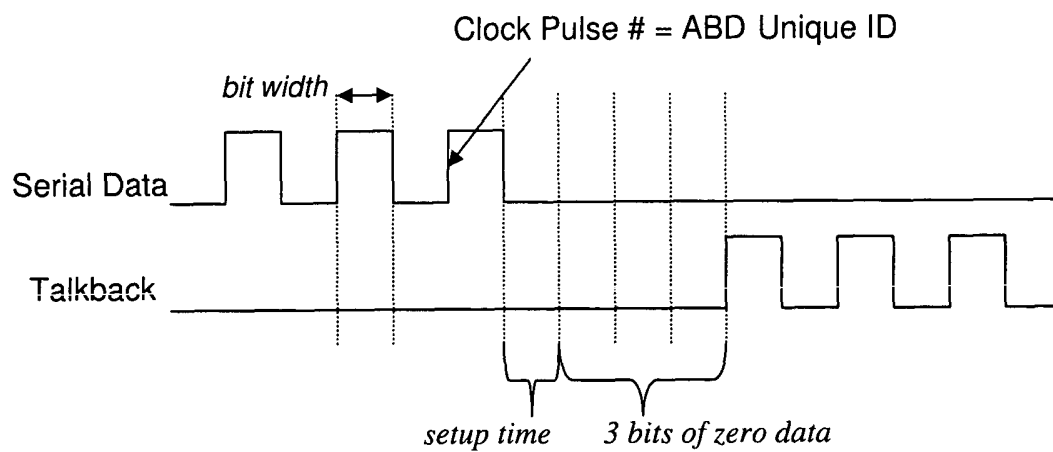 Clock Pulse # = ABD Unique ID
bit width
Serial Data
Talkback
setup time
3 bits of zero data